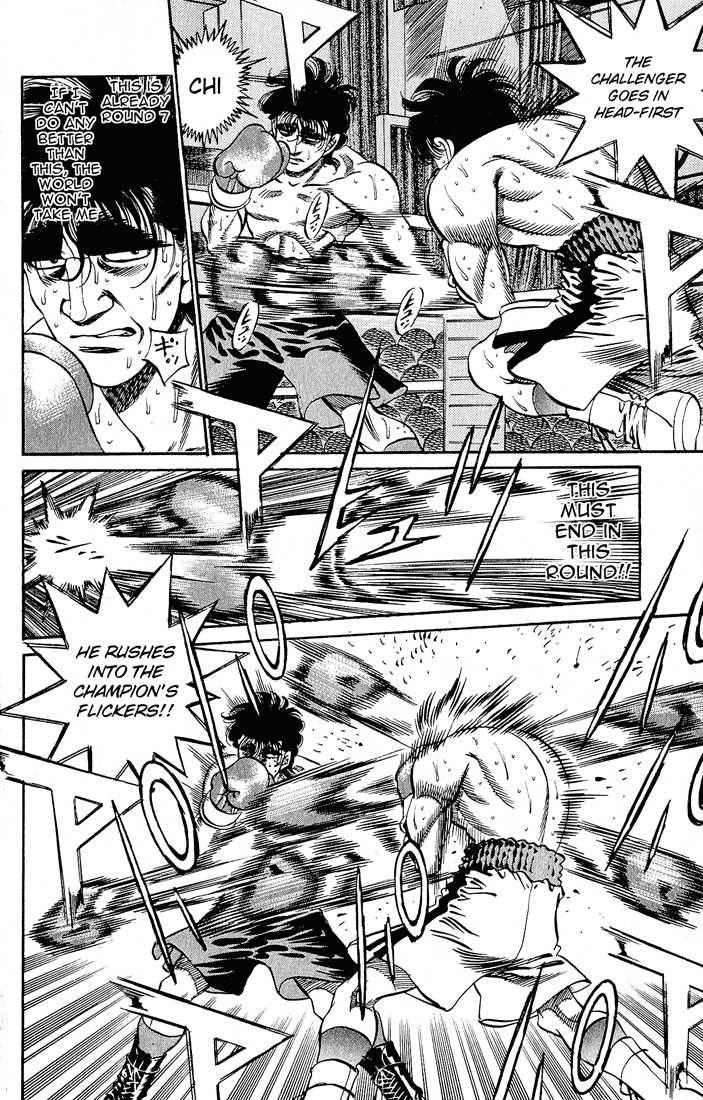 THE
CHALLENGER
GOES IN
HEAD-FIRST
CHI
THIS IS
ALREADY
ROUND 7
IF I
CAN'T
DO ANY
BETTER
THAN
THIS, THE
WORLD
WON'T
TAKE ME
THIS
MUST
END IN
THIS
ROUND!!
HE RUSHES
INTO THE
CHAMPION'S
FLICKERS!!